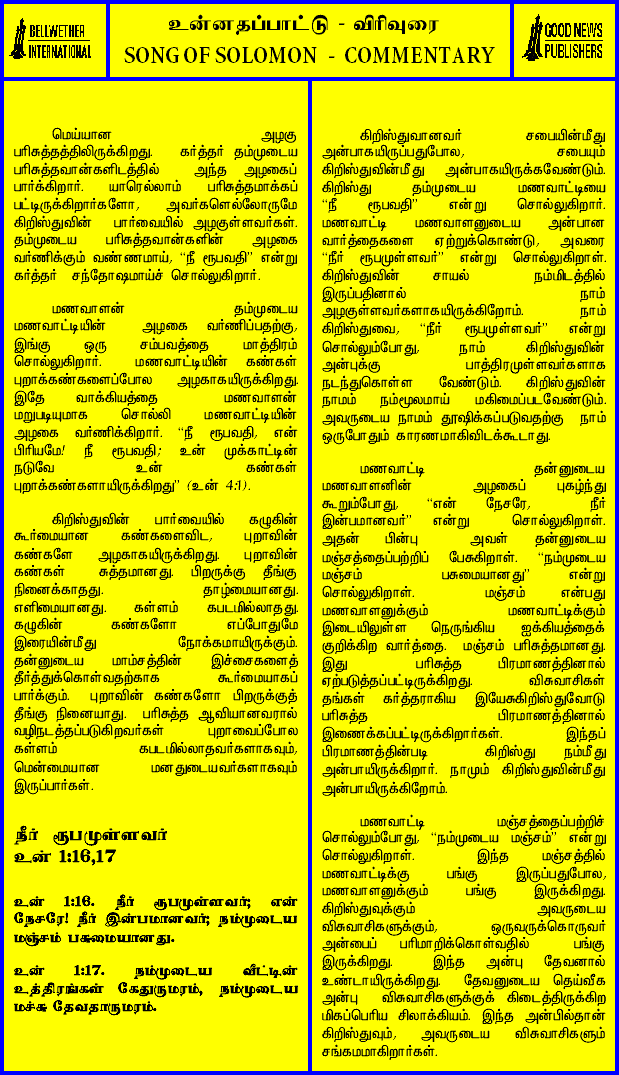 BELLWETHER
INTERNATIONAL
உன்னதப்பாட்டு - விரிவுரை
SONG OF SOLOMON - COMMENTARY
GOOD NEWS
PUBLISHERS
மெய்யான அழகு
பரிசுத்தத்திலிருக்கிறது. கர்த்தர் தம்முடைய
பரிசுத்தவான்களிடத்தில் அந்த அழகைப்
பார்க்கிறார். யாரெல்லாம் பரிசுத்தமாக்கப்
பட்டிருக்கிறார்களோ, அவர்களெல்லோருமே
கிறிஸ்துவின் பார்வையில் அழகுள்ளவர்கள்.
தம்முடைய பரிசுத்தவான்களின் அழகை
வர்ணிக்கும் வண்ணமாய், “நீ ரூபவதி” என்று
கர்த்தர் சந்தோஷமாய்ச் சொல்லுகிறார்.
மணவாளன் தம்முடைய
மணவாட்டியின் அழகை வர்ணிப்பதற்கு,
இங்கு ஒரு சம்பவத்தை மாத்திரம்
சொல்லுகிறார். மணவாட்டியின் கண்கள்
புறாக்கண்களைப்போல அழகாகயிருக்கிறது.
இதே வாக்கியத்தை மணவாளன்
மறுபடியுமாக சொல்லி மணவாட்டியின்
அழகை வர்ணிக்கிறார். “நீ ரூபவதி, என்
பிரியமே! நீ ரூபவதி; உன் முக்காட்டின்
நடுவே உன் கண்கள்
புறாக்கண்களாயிருக்கிறது” (உன் 4:1).
கிறிஸ்துவின் பார்வையில் கழுகின்
கூர்மையான கண்களைவிட, புறாவின்
கண்களே அழகாகயிருக்கிறது. புறாவின்
கண்கள் சுத்தமானது. பிறருக்கு தீங்கு
நினைக்காதது. தாழ்மையானது.
எளிமையானது. கள்ளம் கபடமில்லாதது.
கழுகின் கண்களோ எப்போதுமே
இரையின்மீது நோக்கமாயிருக்கும்.
தன்னுடைய மாம்சத்தின் இச்சைகளைத்
தீர்த்துக்கொள்வதற்காக கூர்மையாகப்
பார்க்கும். புறாவின் கண்களோ பிறருக்குத்
தீங்கு நினையாது. பரிசுத்த ஆவியானவரால்
வழிநடத்தப்படுகிறவர்கள் புறாவைப்போல
கள்ளம் கபடமில்லாதவர்களாகவும்,
மென்மையான மனதுடையவர்களாகவும்
இருப்பார்கள்.
நீர் ரூபமுள்ளவர்
உன் 1:16,17
உன் 1:16. நீர் ரூபமுள்ளவர்; என்
நேசரே! நீர் இன்பமானவர்; நம்முடைய
மஞ்சம் பசுமையானது.
உன் 1:17. நம்முடைய வீட்டின்
உத்திரங்கள் கேதுருமரம், நம்முடைய
மச்சு தேவதாருமரம்.
கிறிஸ்துவானவர் சபையின்மீது
அன்பாகயிருப்பதுபோல, சபையும்
கிறிஸ்துவின்மீது அன்பாகயிருக்கவேண்டும்.
கிறிஸ்து தம்முடைய மணவாட்டியை
“நீ ரூபவதி” என்று சொல்லுகிறார்.
மணவாட்டி மணவாளனுடைய அன்பான
வார்த்தைகளை ஏற்றுக்கொண்டு, அவரை
“நீர் ரூபமுள்ளவர்” என்று சொல்லுகிறாள்.
கிறிஸ்துவின் சாயல் நம்மிடத்தில்
இருப்பதினால் நாம்
அழகுள்ளவர்களாகயிருக்கிறோம். நாம்
கிறிஸ்துவை, “நீர் ரூபமுள்ளவர்” என்று
சொல்லும்போது, நாம் கிறிஸ்துவின்
அன்புக்கு பாத்திரமுள்ளவர்களாக
நடந்துகொள்ள வேண்டும். கிறிஸ்துவின்
நாமம் நம்மூலமாய் மகிமைப்படவேண்டும்.
அவருடைய நாமம் தூஷிக்கப்படுவதற்கு நாம்
ஒருபோதும் காரணமாகிவிடக்கூடாது.
மணவாட்டி தன்னுடைய
மணவாளனின் அழகைப் புகழ்ந்து
கூறும்போது, “என் நேசரே, நீர்
இன்பமானவர்” என்று சொல்லுகிறாள்.
அதன் பின்பு அவள் தன்னுடைய
மஞ்சத்தைப்பற்றிப் பேசுகிறாள். “நம்முடைய
மஞ்சம் பசுமையானது” என்று
சொல்லுகிறாள். மஞ்சம் என்பது
மணவாளனுக்கும் மணவாட்டிக்கும்
இடையிலுள்ள நெருங்கிய ஐக்கியத்தைக்
குறிக்கிற வார்த்தை. மஞ்சம் பரிசுத்தமானது.
இது பரிசுத்த பிரமாணத்தினால்
ஏற்படுத்தப்பட்டிருக்கிறது. விசுவாசிகள்
தங்கள் கர்த்தராகிய இயேசுகிறிஸ்துவோடு
பரிசுத்த பிரமாணத்தினால்
இணைக்கப்பட்டிருக்கிறார்கள். இந்தப்
பிரமாணத்தின்படி கிறிஸ்து நம்மீது
அன்பாயிருக்கிறார். நாமும் கிறிஸ்துவின்மீது
அன்பாயிருக்கிறோம்.
மணவாட்டி மஞ்சத்தைப்பற்றிச்
சொல்லும்போது, “நம்முடைய மஞ்சம்” என்று
சொல்லுகிறாள். இந்த மஞ்சத்தில்
மணவாட்டிக்கு பங்கு இருப்பதுபோல,
மணவாளனுக்கும் பங்கு இருக்கிறது.
கிறிஸ்துவுக்கும் அவருடைய
விசுவாசிகளுக்கும், ஒருவருக்கொருவர்
அன்பைப் பரிமாறிக்கொள்வதில் பங்கு
இருக்கிறது. இந்த அன்பு தேவனால்
உண்டாயிருக்கிறது. தேவனுடைய தெய்வீக
அன்பு விசுவாசிகளுக்குக் கிடைத்திருக்கிற
மிகப்பெரிய சிலாக்கியம். இந்த அன்பில்தான்
கிறிஸ்துவும், அவருடைய விசுவாசிகளும்
சங்கமமாகிறார்கள்.